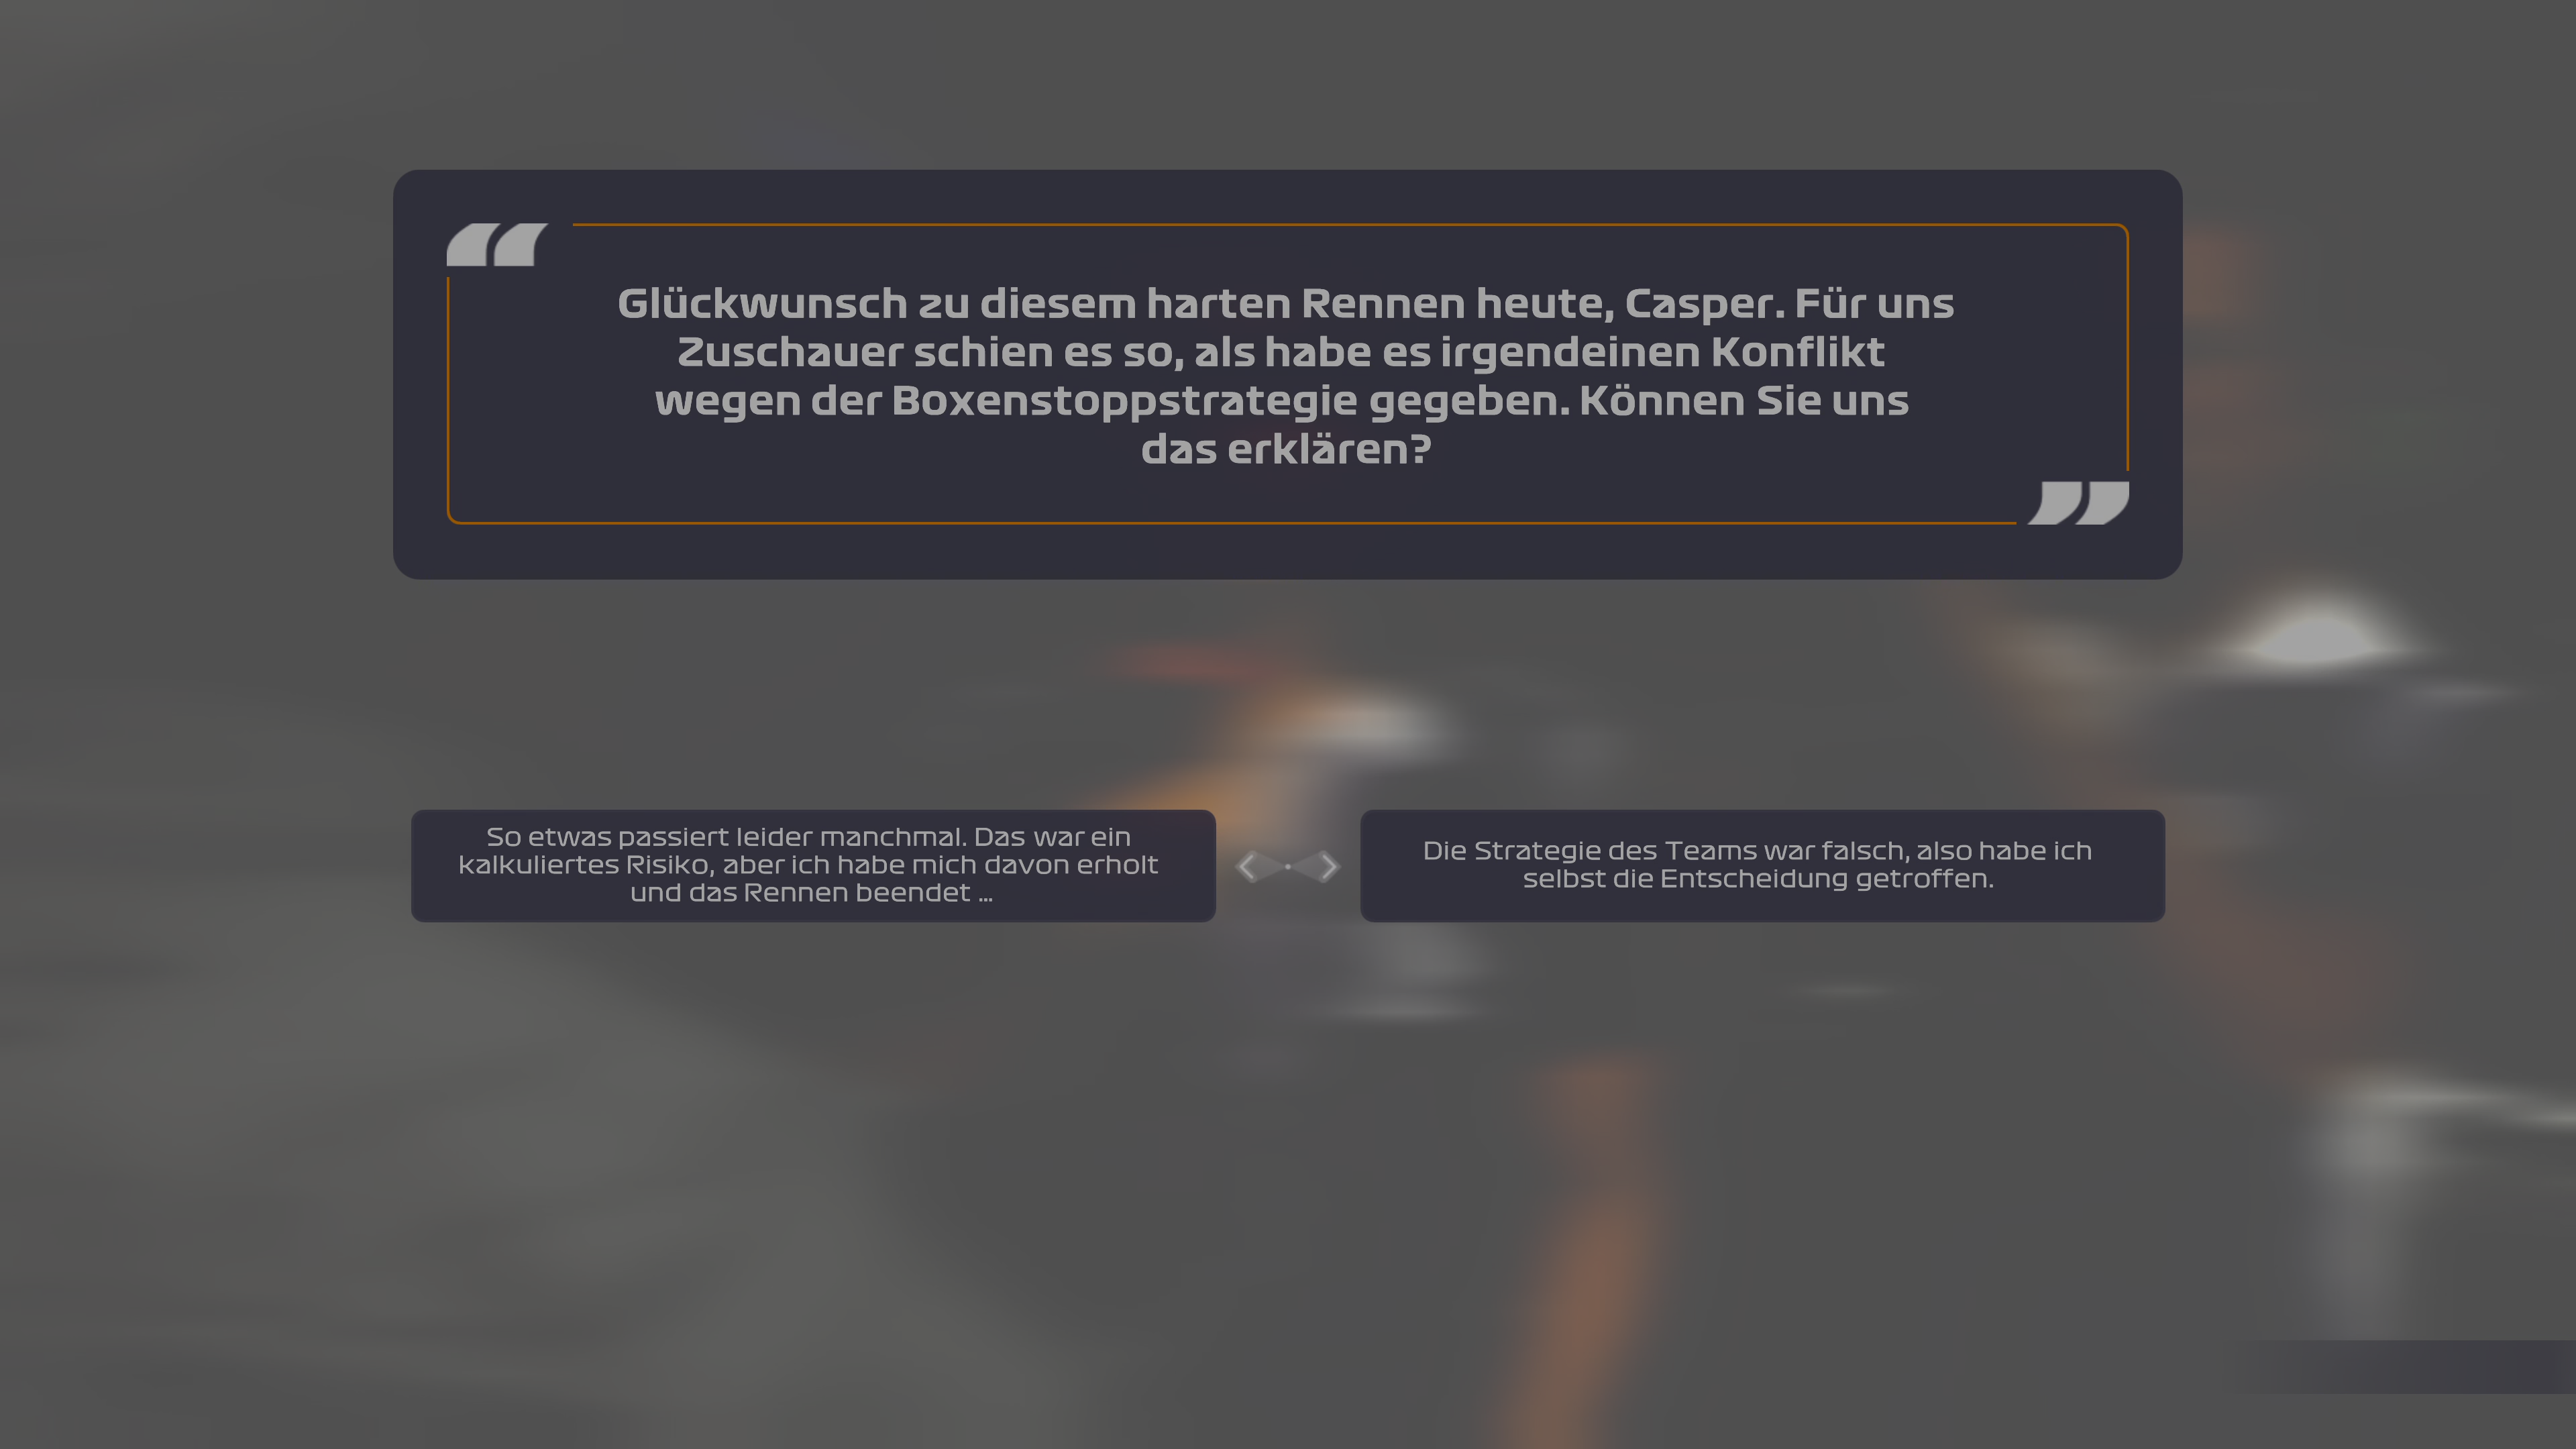 Glückwunsch zu diesem harten Rennen heute, Casper. Für uns
Zuschauer schien es so, als habe es irgendeinen Konflikt
wegen der Boxenstoppstrategie gegeben. Können Sie uns
das erklären?
So etwas passiert leider manchmal. Das war ein
kalkuliertes Risiko, aber ich habe mich davon erholt
und das Rennen beendet ...
Die Strategie des Teams war falsch, also habe ich
selbst die Entscheidung getroffen.